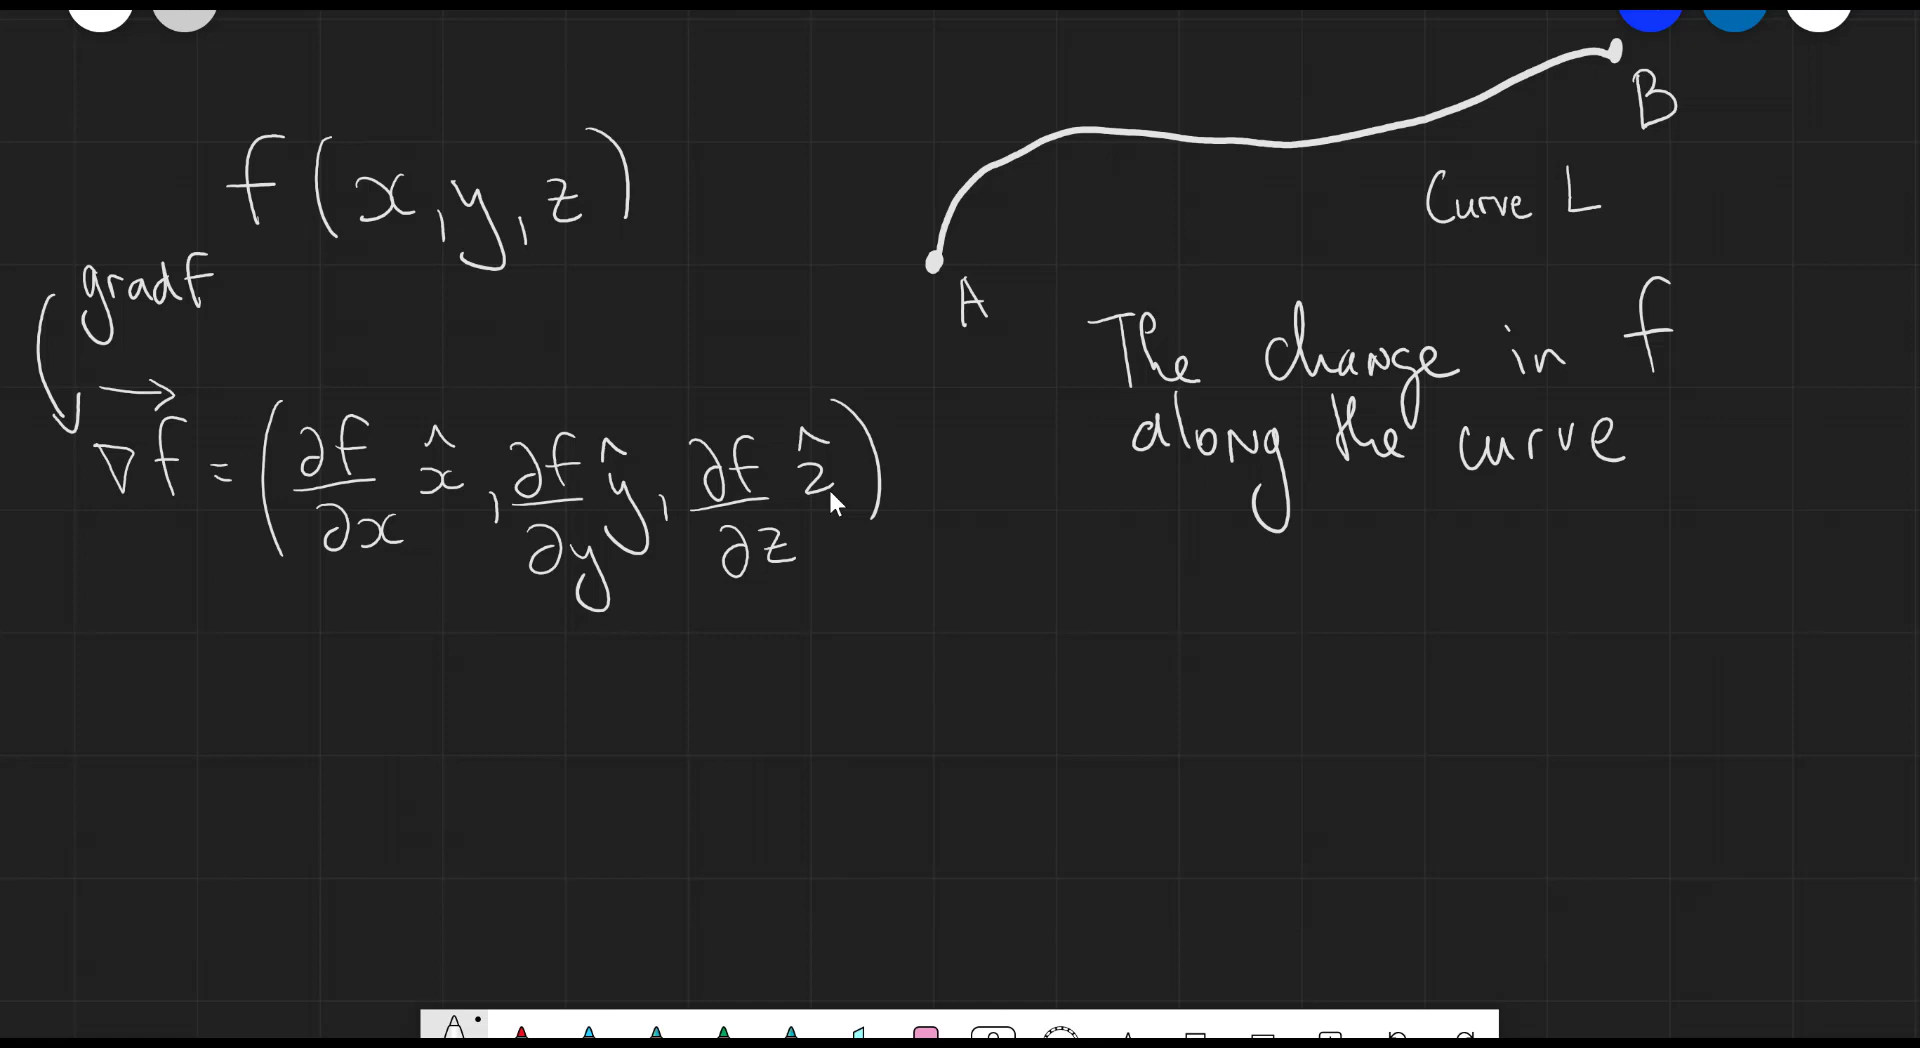 f(x,y,z)
gradf
∇f = (∂f/∂x x̂, ∂f/∂y ŷ, ∂f/∂z ẑ)
B
Curve L
A
The change in f
along the curve